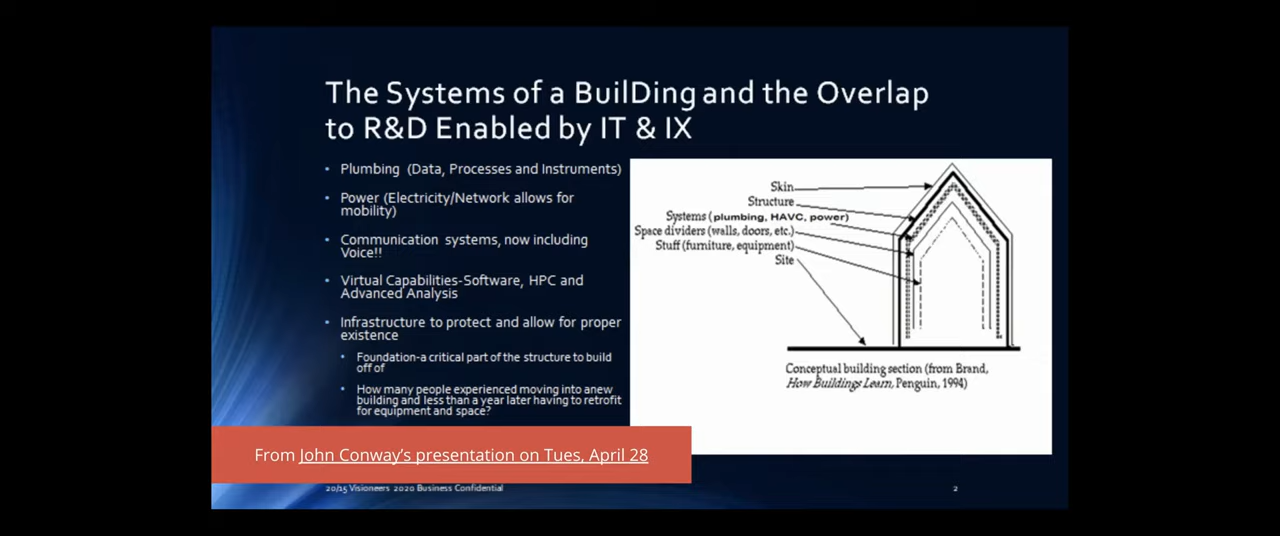 The Systems of a BuilDing and the Overlap
to R&D Enabled by IT & IX
• Plumbing (Data, Processes and Instruments)
• Power (Electricity/Network allows for
mobility)
• Communication systems, now including
Voice!!
• Virtual Capabilities-Software, HPC and
Advanced Analysis
• Infrastructure to protect and allow for proper
existence
• Foundation-a critical part of the structure to build
off of
• How many people experienced moving into anew
building and less than a year later having to retrofit
for equipment and space?
Skin
Structure
Systems ( plumbing, HAVC, power)
Space dividers (walls, doors, etc.)
Stuff (furniture, equipment)
Site
Conceptual building section (from Brand,
How Buildings Learn, Penguin, 1994)
From John Conway's presentation on Tues, April 28
20/15 Visioneers 2020 Business Confidential
2